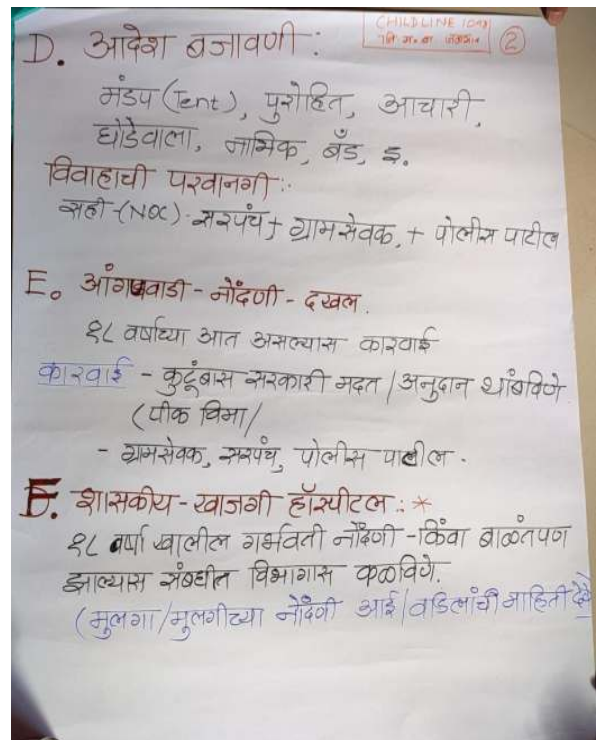 CHILDLINE 1098
②
D. आदेश बजावणी :
मंडप (Tent), पुरोहित, आचारी,
घोडेवाला, नाभिक, बँड, इ.
विवाहाची परवानगी :-
सही-(NOC)- सरपंच + ग्रामसेवक, + पोलीस पाटील
E. आंगणवाडी - नोंदणी - दखल.
१८ वर्षाच्या आत असल्यास कारवाई
कारवाई - कुटूंबास सरकारी मदत / अनुदान थांबविणे
(पीक विमा/
- ग्रामसेवक, सरपंच, पोलीस पाटील .
F. शासकीय - खाजगी हॉस्पीटल :- *
१८ वर्षा खालील गर्भवती नोंदणी - किंवा बाळंतपण
झाल्यास संबधीत विभागास कळविणे.
(मुलगा/मुलगीच्या नोंदणी आई/वडिलांची माहिती देणे